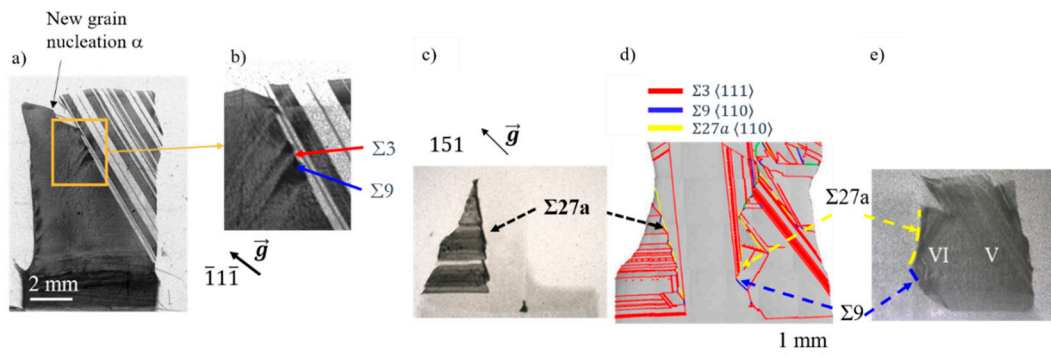 New grain
nucleation α
a)
b)
c)
d)
e)
Σ3 ⟨111⟩
Σ9 ⟨110⟩
Σ27a ⟨110⟩
Σ3
Σ9
151
g⃗
Σ27a
Σ27a
VI
V
g⃗
1̅11̅
2 mm
Σ9
1 mm